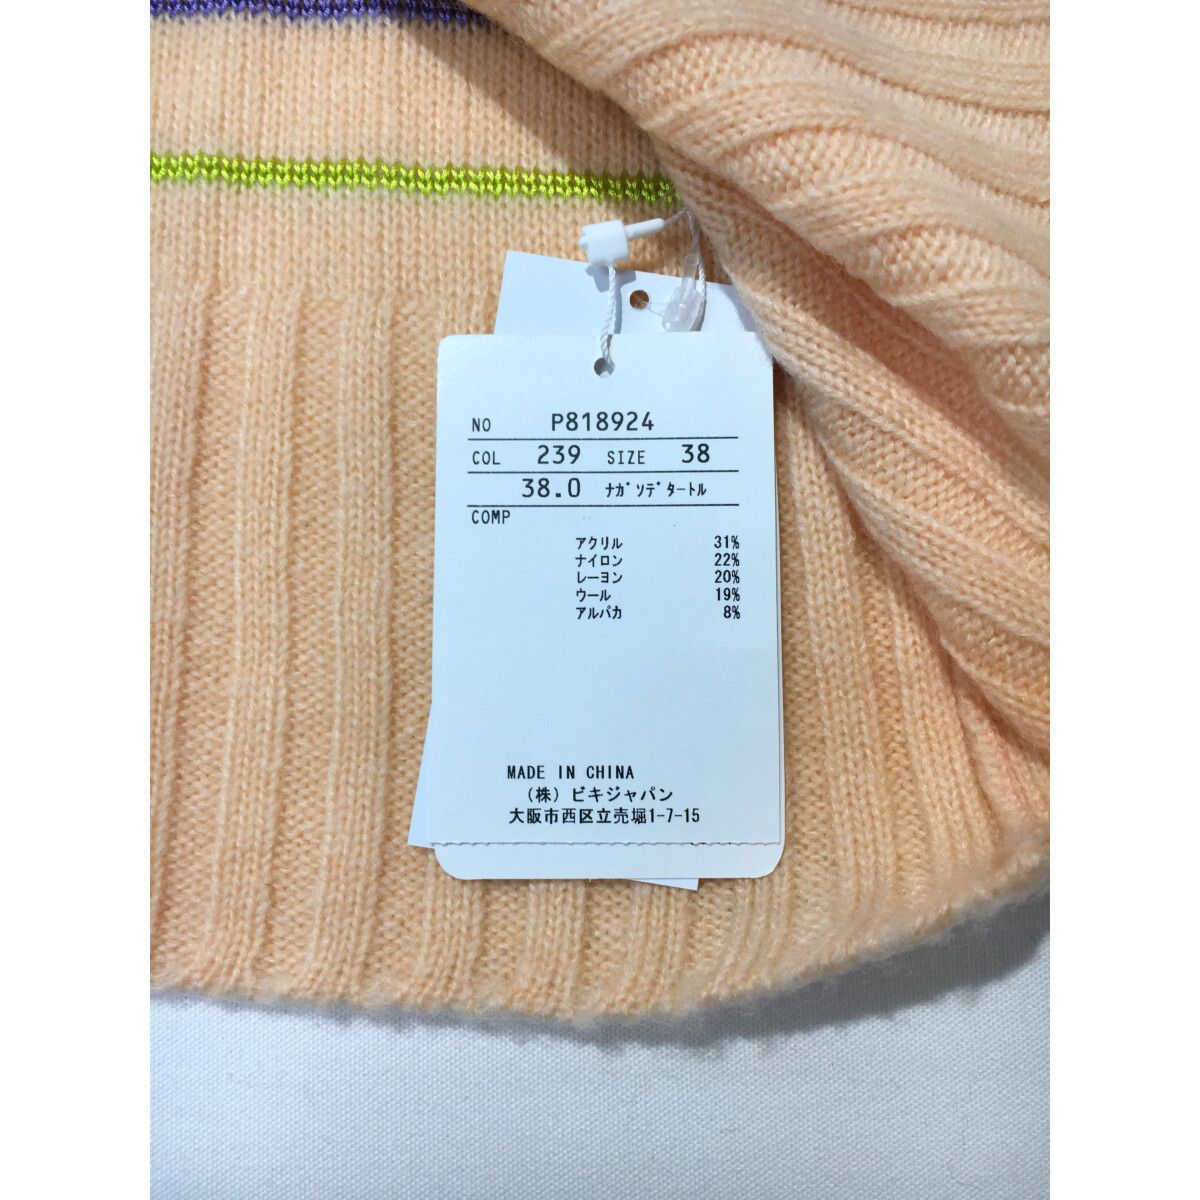 NO P818924
COL 239 SIZE 38
38.0 ﾅｶﾞｿﾃﾞﾀｰﾄﾙ
COMP
アクリル 31%
ナイロン 22%
レーヨン 20%
ウール 19%
アルパカ 8%
MADE IN CHINA
（株）ビキジャパン
大阪市西区立売堀1-7-15